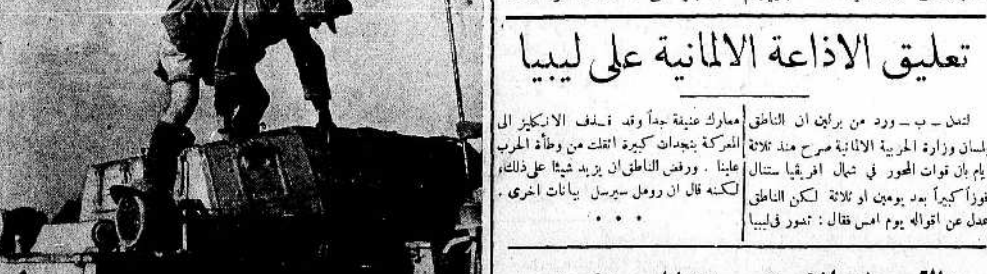 تعليق الاذاعة الالمانية على ليبيا
لندن ـ ب ـ ورد من برلين ان الناطق
بلسان وزارة الحربية الالمانية صرح منذ ثلاثة
ايام بان قوات المحور في شمال افريقيا ستنال
فوزاً كبيراً بعد يومين او ثلاثة لكن الناطق
عدل عن اقواله يوم امس فقال : تدور في ليبيا
معارك عنيفة جداً وقد قذف الانكليز الى
المعركة بنجدات كبيرة اثقلت من وطأة الحرب
علينا . ورفض الناطق ان يزيد شيئا على ذلك،
لكنه قال ان رومل سيرسل بيانات اخرى .
• • •